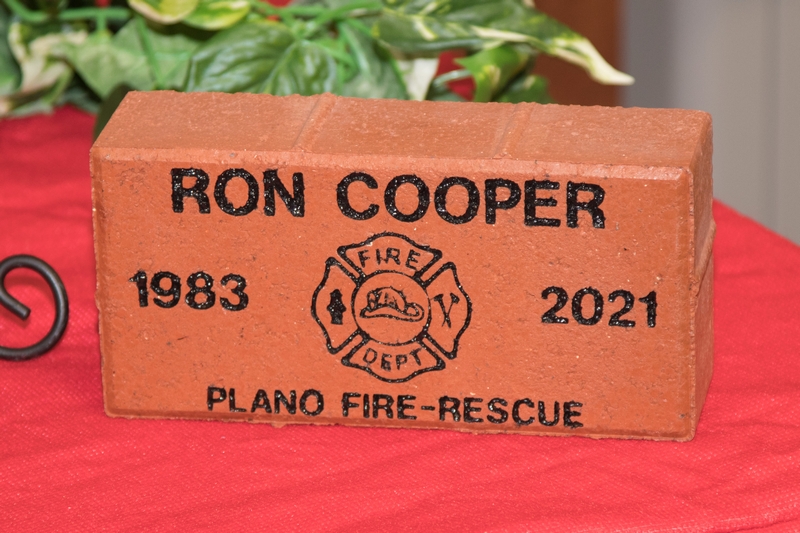 RON COOPER
1983
FIRE
DEPT
2021
PLANO FIRE-RESCUE